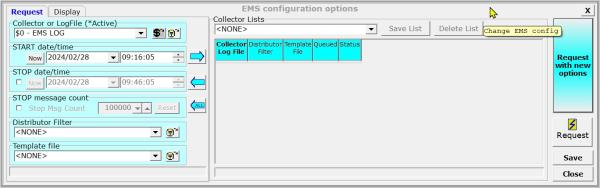 EMS configuration options
X
Request
Display
Collector or LogFile (*Active)
$0 - EMS LOG
START date/time
Now 2024/02/28 09:16:05
STOP date/time
Now 2024/02/28 09:46:05
STOP message count
Stop Msg Count 100000 Reset
ALL
Distributor Filter
<NONE>
Template file
<NONE>
Collector Lists
<NONE>
Save List
Delete List
Change EMS config
Collector Log File
Distributor Filter
Template File
Queued
Status
Request with new options
Request
Save
Close